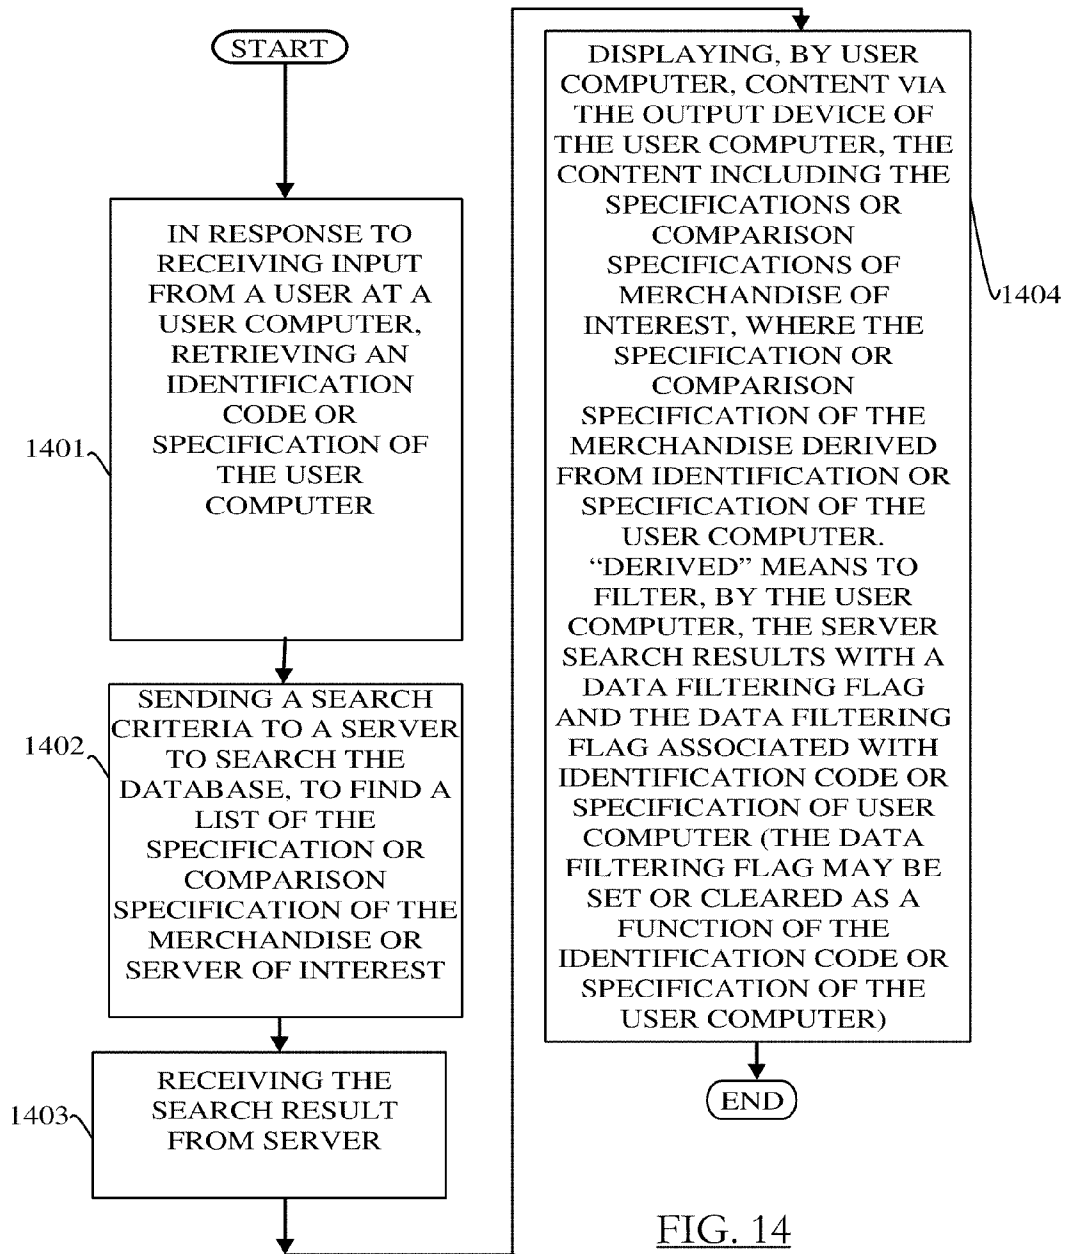 START
IN RESPONSE TO
RECEIVING INPUT
FROM A USER AT A
USER COMPUTER,
RETRIEVING AN
IDENTIFICATION
CODE OR
SPECIFICATION OF
THE USER
COMPUTER
1401
SENDING A SEARCH
CRITERIA TO A SERVER
TO SEARCH THE
DATABASE, TO FIND A
LIST OF THE
SPECIFICATION OR
COMPARISON
SPECIFICATION OF THE
MERCHANDISE OR
SERVER OF INTEREST
1402
RECEIVING THE
SEARCH RESULT
FROM SERVER
1403
DISPLAYING, BY USER
COMPUTER, CONTENT VIA
THE OUTPUT DEVICE OF
THE USER COMPUTER, THE
CONTENT INCLUDING THE
SPECIFICATIONS OR
COMPARISON
SPECIFICATIONS OF
MERCHANDISE OF
INTEREST, WHERE THE
SPECIFICATION OR
COMPARISON
SPECIFICATION OF THE
MERCHANDISE DERIVED
FROM IDENTIFICATION OR
SPECIFICATION OF THE
USER COMPUTER.
“DERIVED” MEANS TO
FILTER, BY THE USER
COMPUTER, THE SERVER
SEARCH RESULTS WITH A
DATA FILTERING FLAG
AND THE DATA FILTERING
FLAG ASSOCIATED WITH
IDENTIFICATION CODE OR
SPECIFICATION OF USER
COMPUTER (THE DATA
FILTERING FLAG MAY BE
SET OR CLEARED AS A
FUNCTION OF THE
IDENTIFICATION CODE OR
SPECIFICATION OF THE
USER COMPUTER)
1404
END
FIG. 14